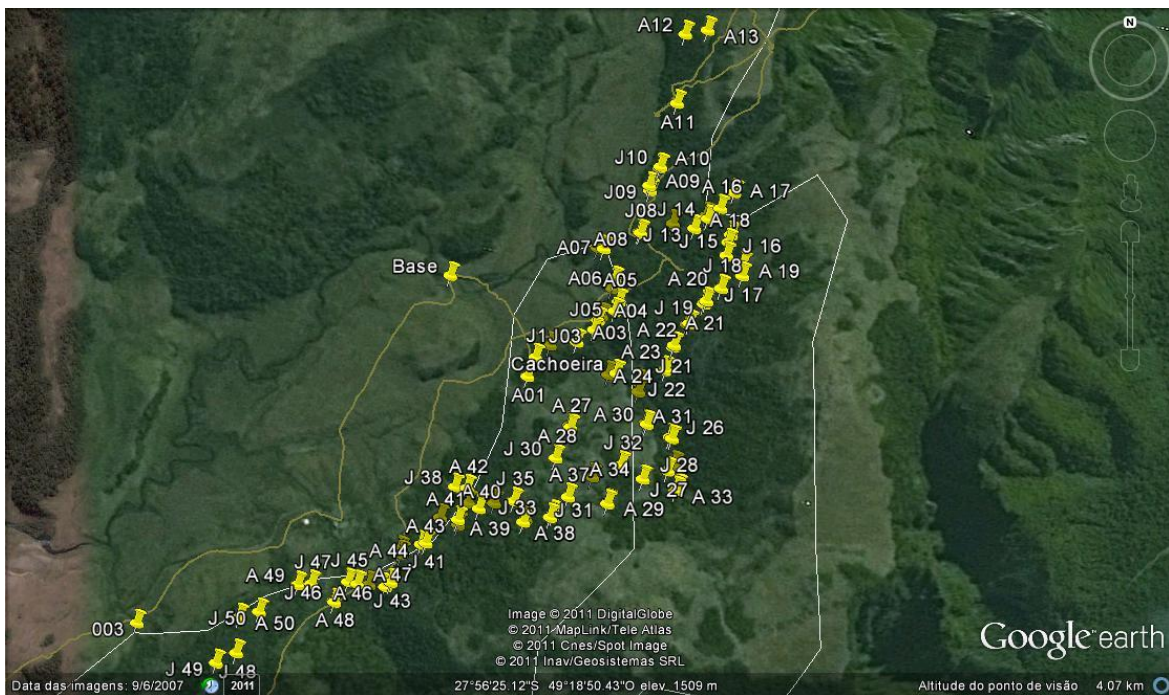 A12
A13
N
A11
J10
A10
J09
A09
A 16
A 17
J08
J 14
A 18
J 13
J 15
A07
A08
J 16
Base
J 18
A 19
A06
A05
A 20
J 17
J05
A04
J 19
A 21
J1
J03
A03
A 22
A 23
Cachoeira
J 21
A01
A 24
J 22
A 27
A 30
A 31
A 28
J 32
J 26
J 30
J 38
A 42
J 35
A 37
A 34
J 28
J 27
A 33
A 41
A 40
J 33
J 31
A 29
A 43
A 39
A 38
A 44
J 41
A 49
J 47
J 45
A 47
J 46
A 46
J 43
003
J 50
A 50
A 48
J 49
J 48
Image © 2011 DigitalGlobe
© 2011 MapLink/Tele Atlas
© 2011 Cnes/Spot Image
© 2011 Inav/Geosistemas SRL
Google earth
Data das imagens: 9/6/2007
2011
27°56'25.12"S 49°18'50.43"O elev 1509 m
Altitude do ponto de visão 4.07 km